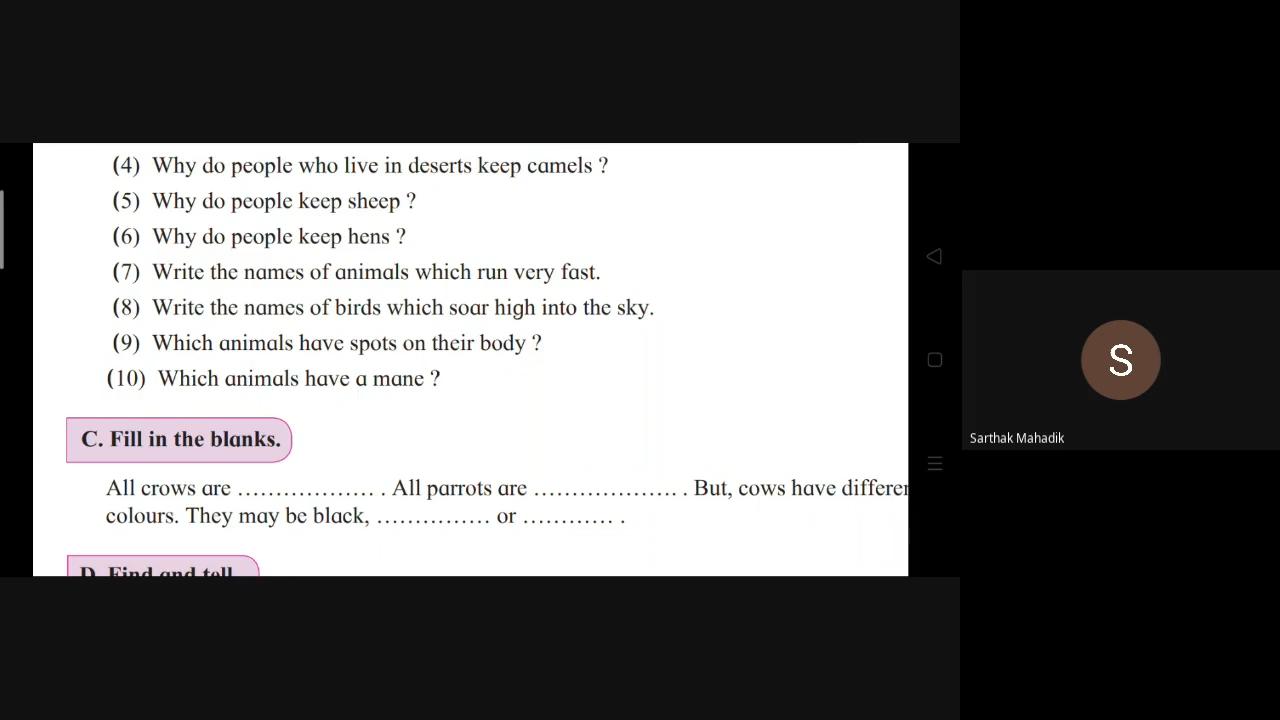 (4) Why do people who live in deserts keep camels ?
(5) Why do people keep sheep ?
(6) Why do people keep hens ?
(7) Write the names of animals which run very fast.
(8) Write the names of birds which soar high into the sky.
(9) Which animals have spots on their body ?
(10) Which animals have a mane ?
C. Fill in the blanks.
All crows are .................. . All parrots are ................... . But, cows have differen
colours. They may be black, ............... or ............ .
D. Find and tell.
S
Sarthak Mahadik